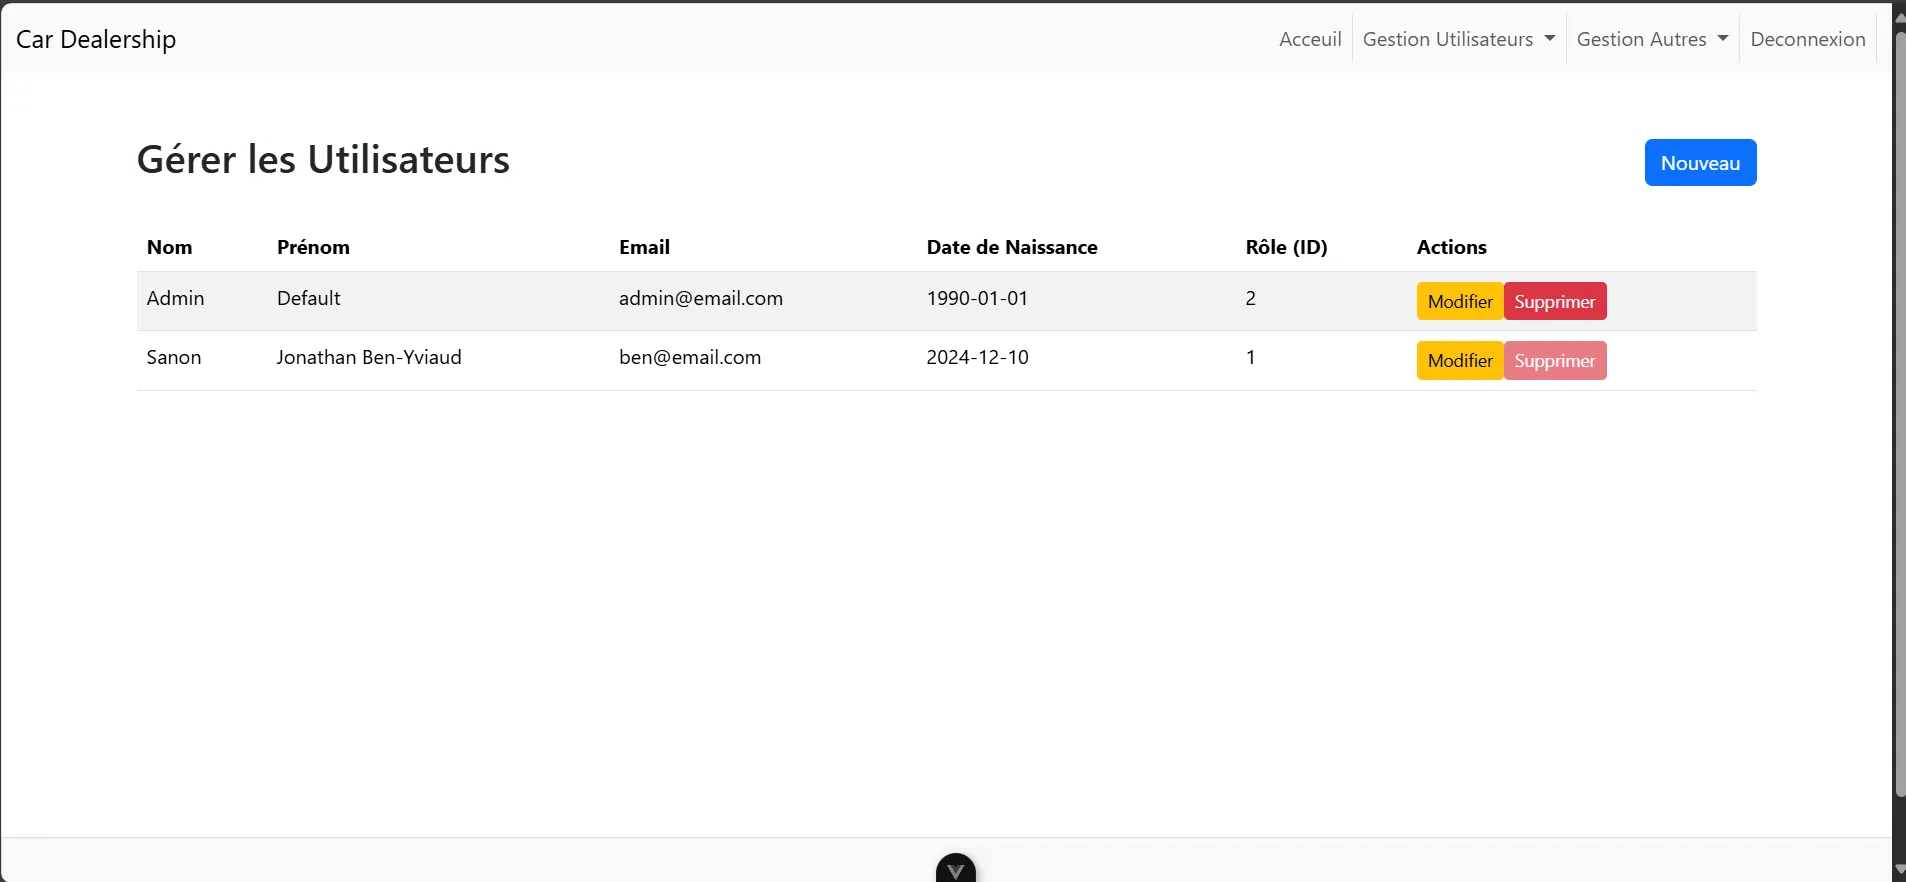 Car Dealership Acceuil Gestion Utilisateurs Gestion Autres Deconnexion
Gérer les Utilisateurs Nouveau
Nom Prénom Email Date de Naissance Rôle (ID) Actions
Admin Default admin@email.com 1990-01-01 2 Modifier Supprimer
Sanon Jonathan Ben-Yviaud ben@email.com 2024-12-10 1 Modifier Supprimer